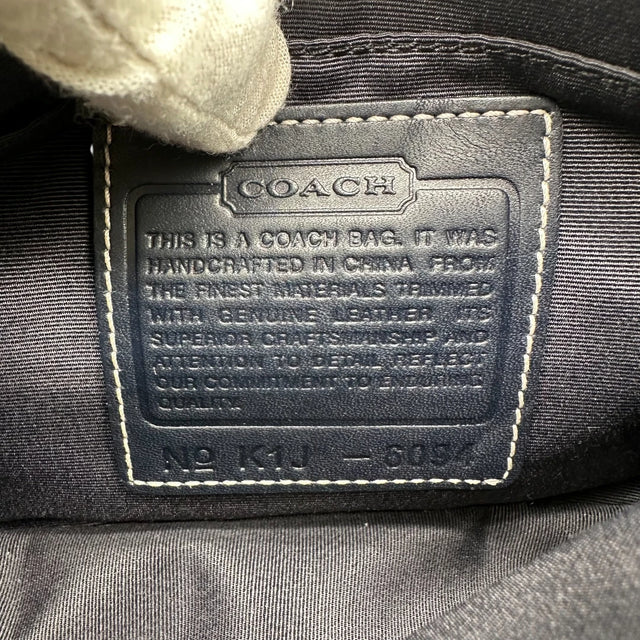 COACH
THIS IS A COACH BAG. IT WAS
HANDCRAFTED IN CHINA FROM
THE FINEST MATERIALS TRIMMED
WITH GENUINE LEATHER. ITS
SUPERIOR CRAFTSMANSHIP AND
ATTENTION TO DETAIL REFLECT
OUR COMMITMENT TO ENDURING
QUALITY.
No K1J - 6094